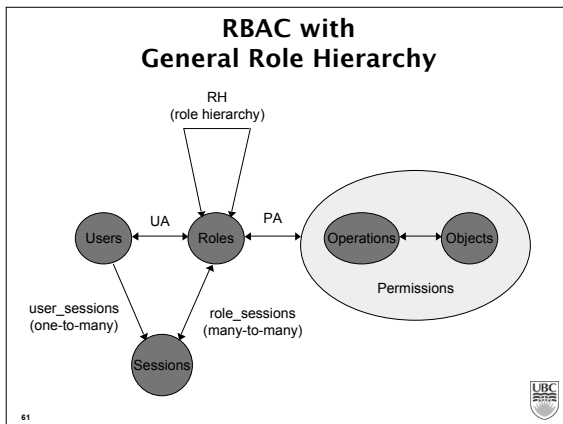 RBAC with
General Role Hierarchy
RH
(role hierarchy)
UA
PA
Users
Roles
Operations
Objects
Permissions
user_sessions
(one-to-many)
role_sessions
(many-to-many)
Sessions
UBC
61